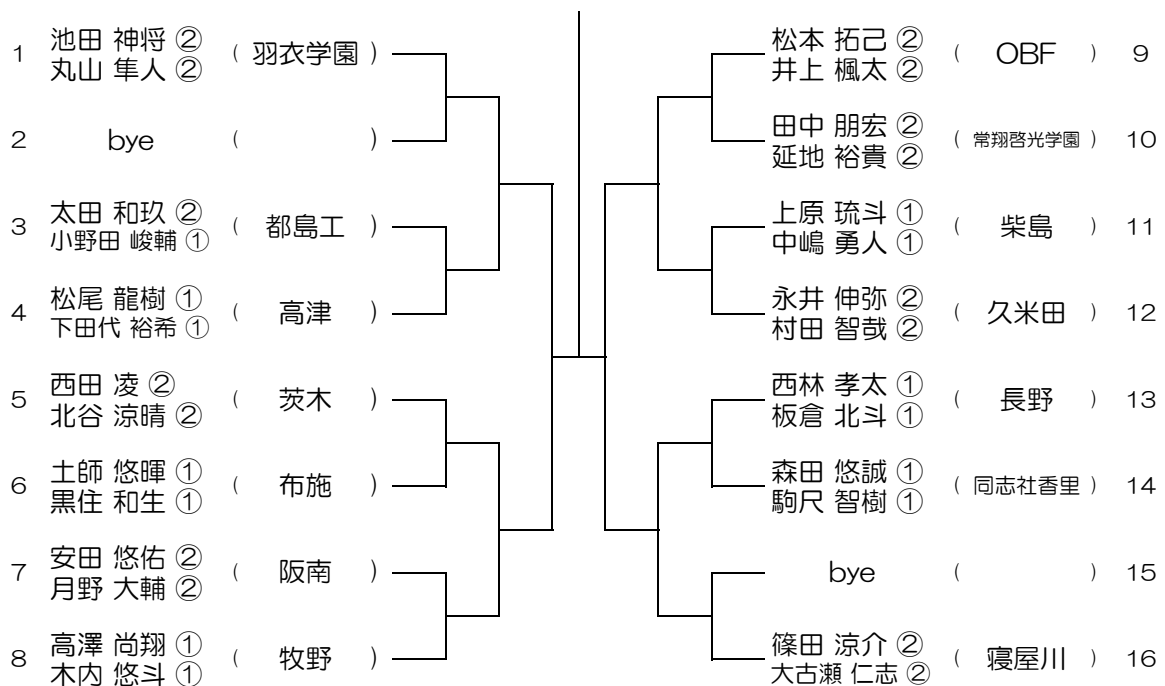 1 池田 神将 ② ( 羽衣学園 )
丸山 隼人 ②
2 bye ( )
3 太田 和玖 ② ( 都島工 )
小野田 峻輔 ①
4 松尾 龍樹 ① ( 高津 )
下田代 裕希 ①
5 西田 凌 ② ( 茨木 )
北谷 涼晴 ②
6 土師 悠暉 ① ( 布施 )
黒住 和生 ①
7 安田 悠佑 ② ( 阪南 )
月野 大輔 ②
8 高澤 尚翔 ① ( 牧野 )
木内 悠斗 ①
松本 拓己 ② ( OBF ) 9
井上 楓太 ②
田中 朋宏 ② ( 常翔啓光学園 ) 10
延地 裕貴 ②
上原 琉斗 ① ( 柴島 ) 11
中嶋 勇人 ①
永井 伸弥 ② ( 久米田 ) 12
村田 智哉 ②
西林 孝太 ① ( 長野 ) 13
板倉 北斗 ①
森田 悠誠 ① ( 同志社香里 ) 14
駒尺 智樹 ①
bye ( ) 15
篠田 涼介 ② ( 寝屋川 ) 16
大古瀬 仁志 ②